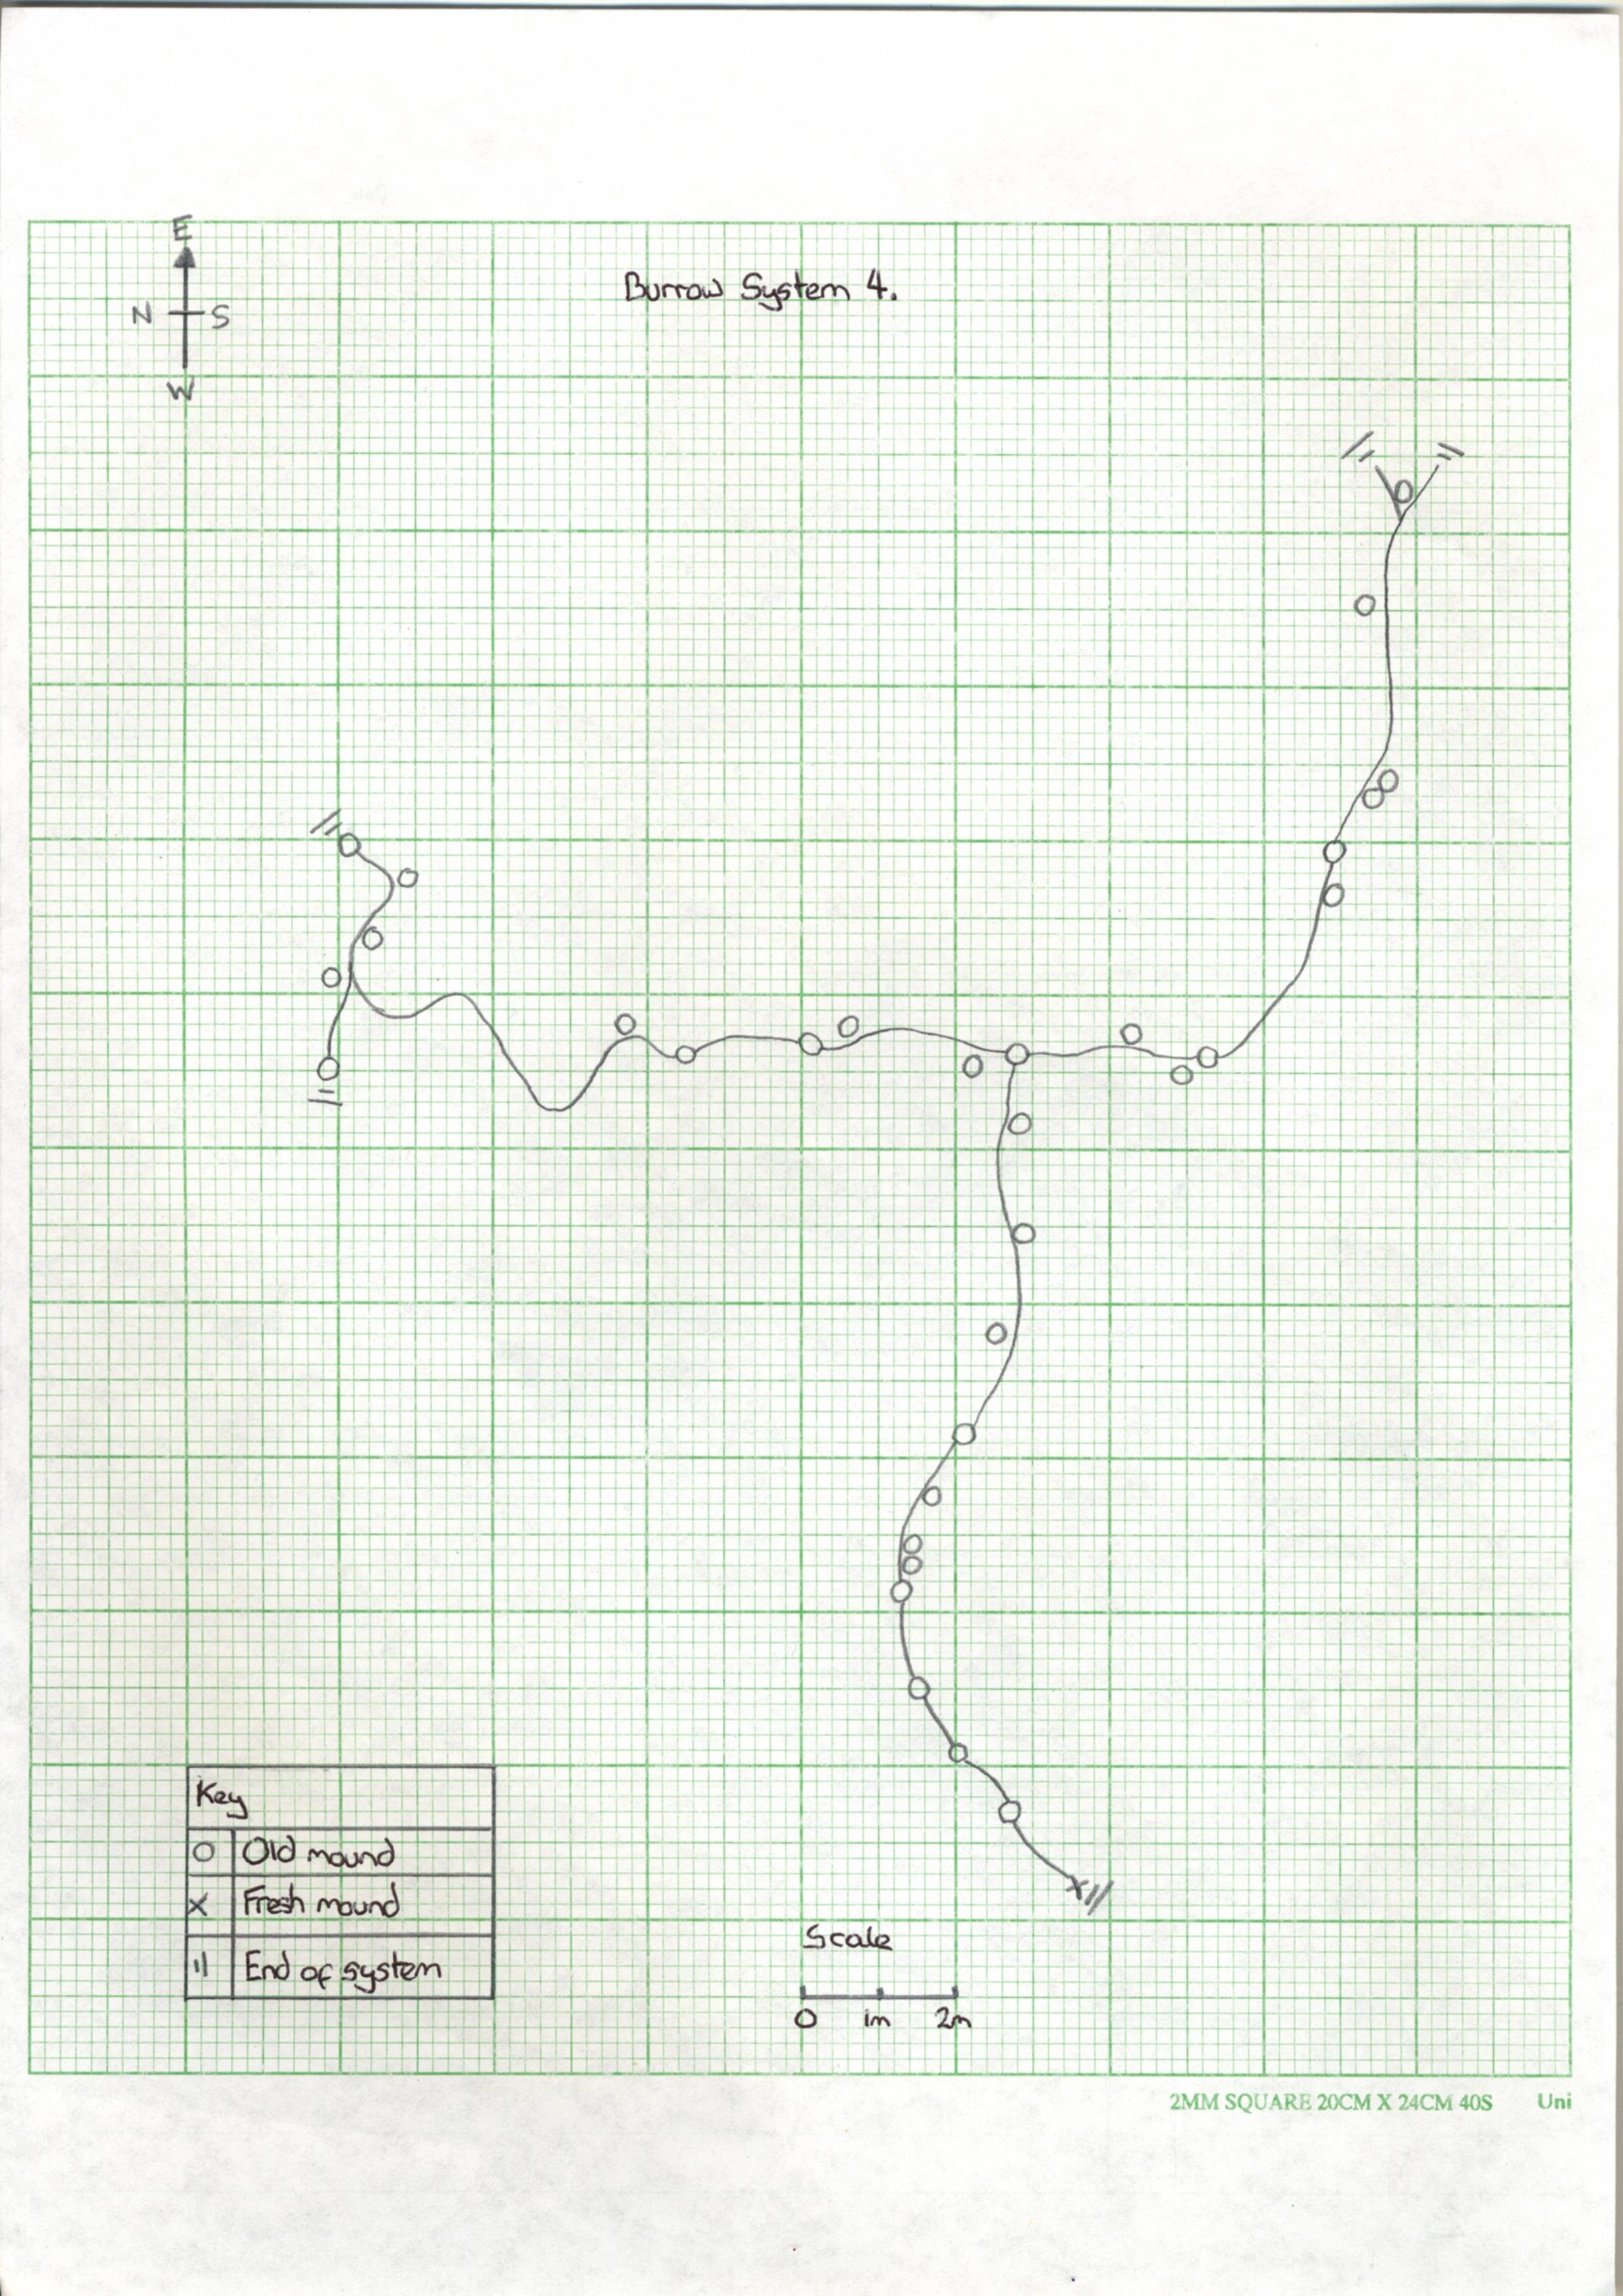 E
Burrow System 4.
N S
W
Key
O Old mound
X Fresh mound
II End of system
Scale
0 1m 2m
2MM SQUARE 20CM X 24CM 40S Uni